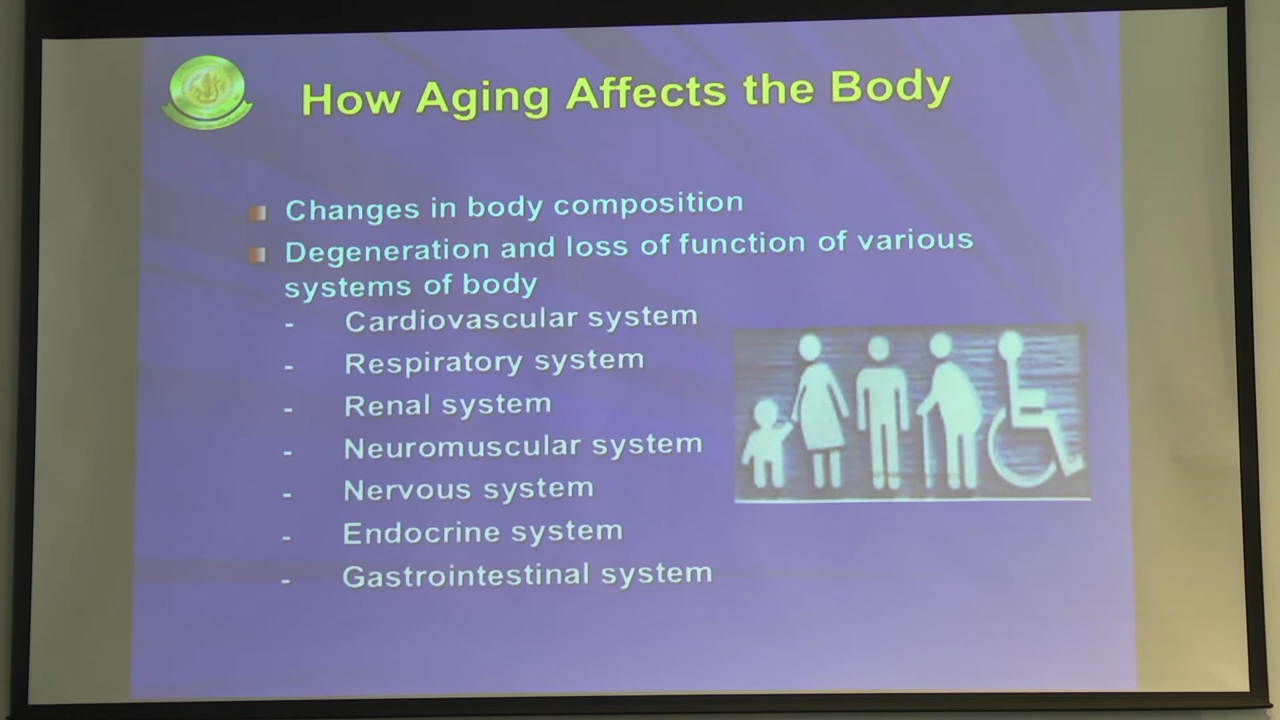 How Aging Affects the Body
Changes in body composition
Degeneration and loss of function of various
systems of body
- Cardiovascular system
- Respiratory system
- Renal system
- Neuromuscular system
- Nervous system
- Endocrine system
- Gastrointestinal system